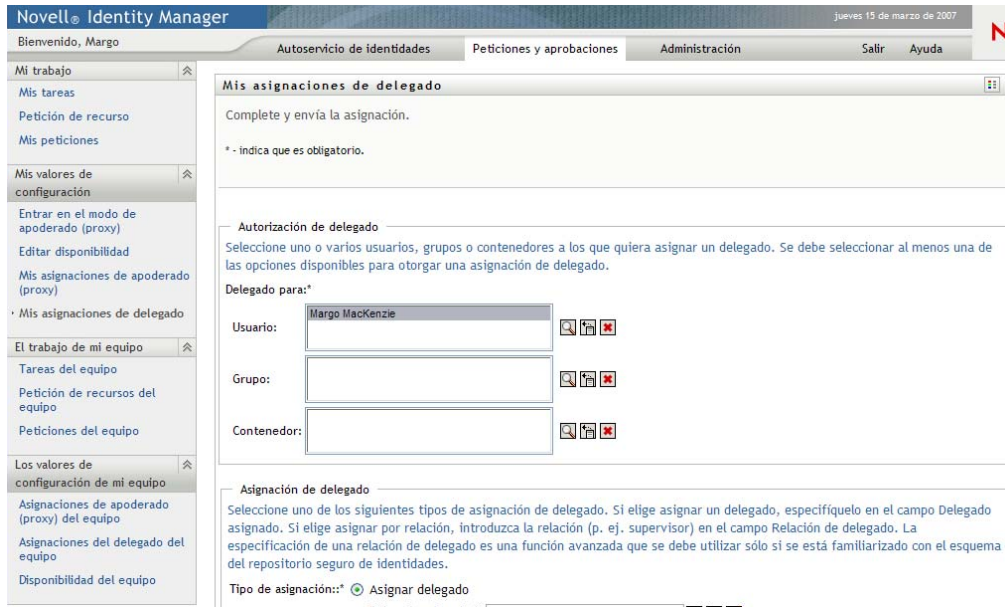 Novell® Identity Manager
jueves 15 de marzo de 2007
N
Bienvenido, Margo
Autoservicio de identidades
Peticiones y aprobaciones
Administración
Salir
Ayuda
Mi trabajo
Mis tareas
Petición de recurso
Mis peticiones
Mis valores de
configuración
Entrar en el modo de
apoderado (proxy)
Editar disponibilidad
Mis asignaciones de apoderado
(proxy)
Mis asignaciones de delegado
El trabajo de mi equipo
Tareas del equipo
Petición de recursos del
equipo
Peticiones del equipo
Los valores de
configuración de mi equipo
Asignaciones de apoderado
(proxy) del equipo
Asignaciones del delegado del
equipo
Disponibilidad del equipo
Mis asignaciones de delegado
Complete y envía la asignación.
* - indica que es obligatorio.
Autorización de delegado
Seleccione uno o varios usuarios, grupos o contenedores a los que quiera asignar un delegado. Se debe seleccionar al menos una de
las opciones disponibles para otorgar una asignación de delegado.
Delegado para:*
Usuario:
Margo MacKenzie
Grupo:
Contenedor:
Asignación de delegado
Seleccione uno de los siguientes tipos de asignación de delegado. Si elige asignar un delegado, especifíquelo en el campo Delegado
asignado. Si elige asignar por relación, introduzca la relación (p. ej. supervisor) en el campo Relación de delegado. La
especificación de una relación de delegado es una función avanzada que se debe utilizar sólo si se está familiarizado con el esquema
del repositorio seguro de identidades.
Tipo de asignación::* Asignar delegado